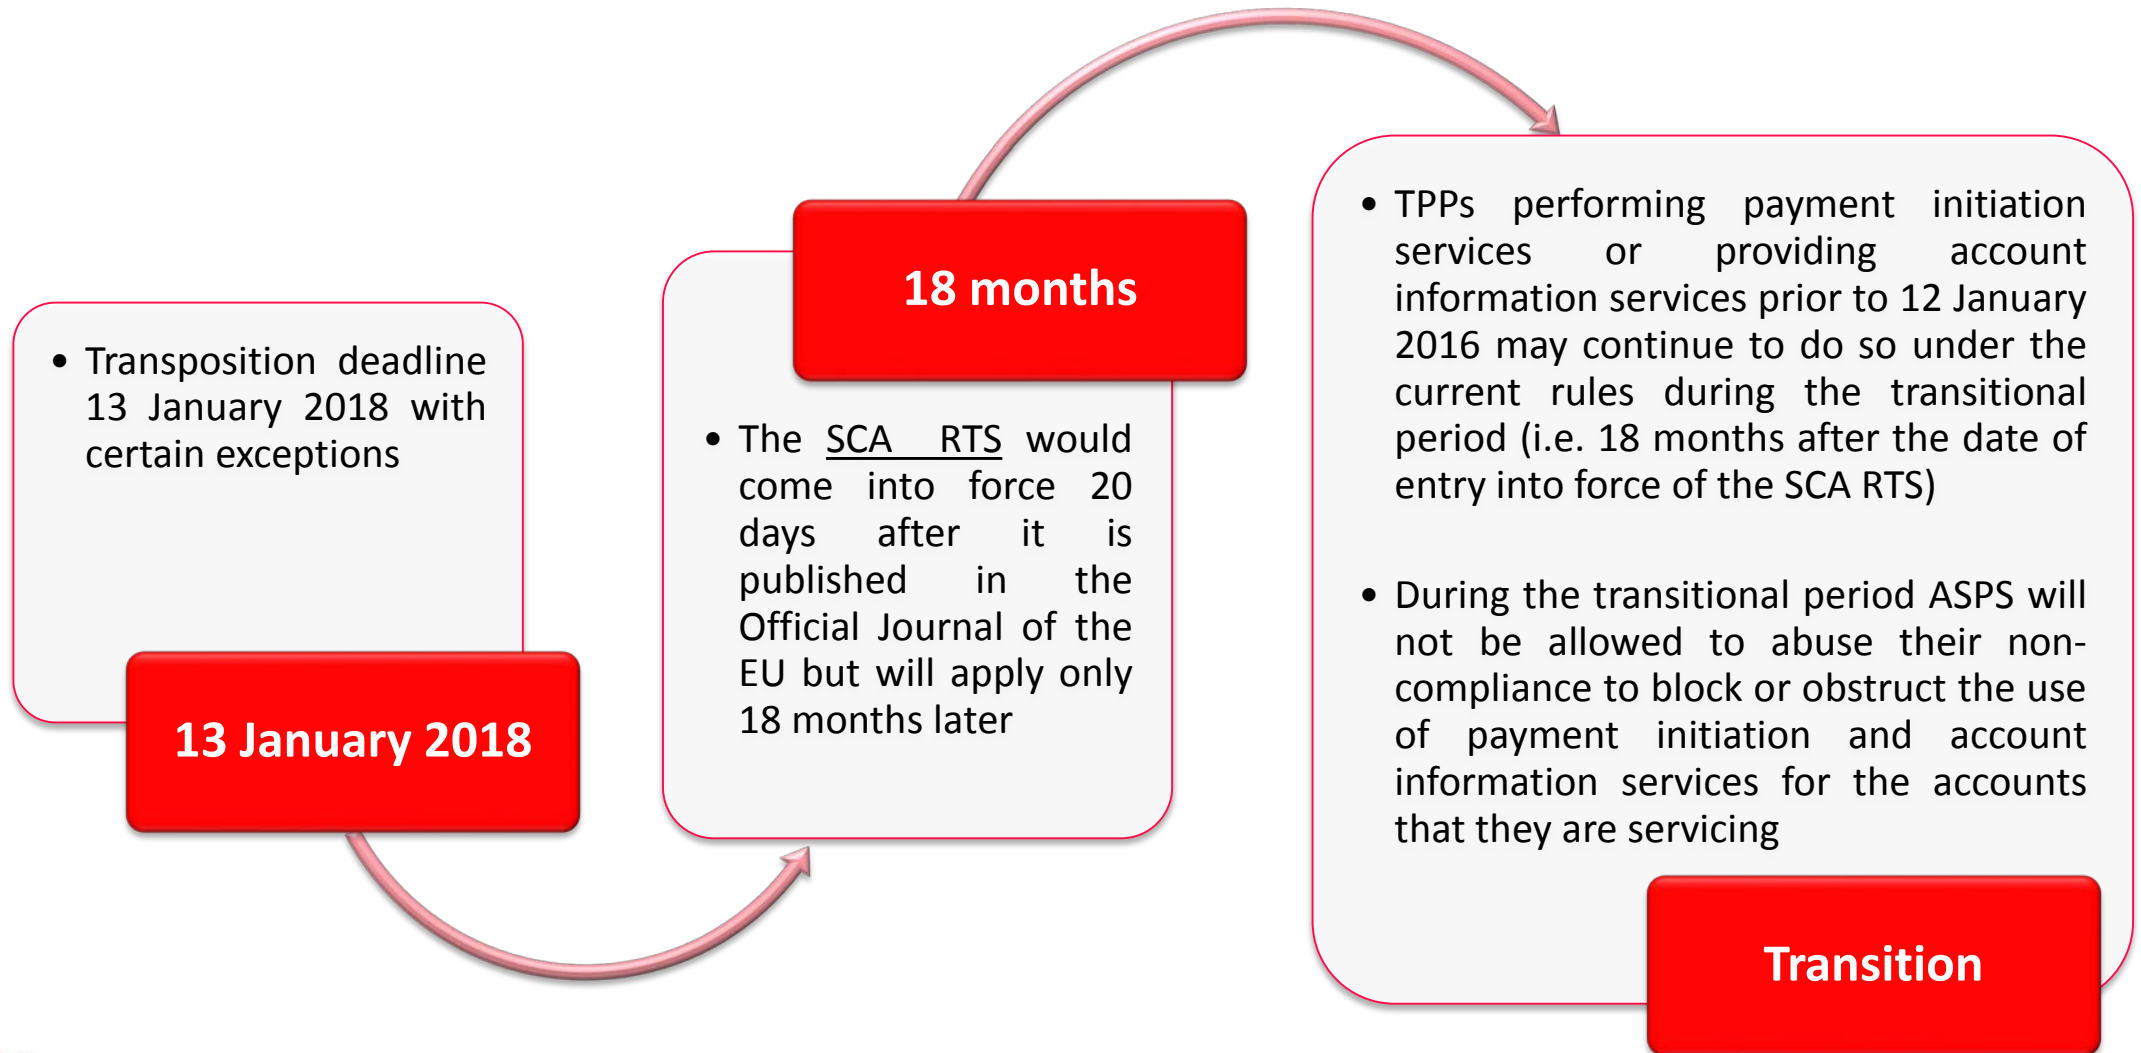 • Transposition deadline
13 January 2018 with
certain exceptions
13 January 2018
18 months
• The SCA RTS would
come into force 20
days after it is
published in the
Official Journal of the
EU but will apply only
18 months later
• TPPs performing payment initiation
services or providing account
information services prior to 12 January
2016 may continue to do so under the
current rules during the transitional
period (i.e. 18 months after the date of
entry into force of the SCA RTS)
• During the transitional period ASPS will
not be allowed to abuse their non-
compliance to block or obstruct the use
of payment initiation and account
information services for the accounts
that they are servicing
Transition